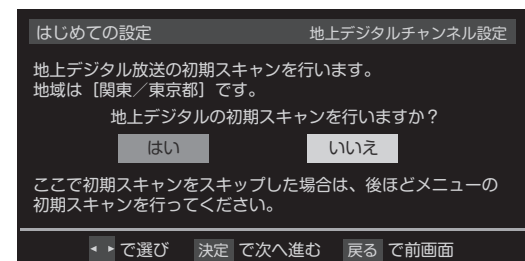 はじめての設定 地上デジタルチャンネル設定
地上デジタル放送の初期スキャンを行います。
地域は［関東／東京都］です。
地上デジタルの初期スキャンを行いますか？
はい いいえ
ここで初期スキャンをスキップした場合は、後ほどメニューの
初期スキャンを行ってください。
で選び 決定 で次へ進む 戻る で前画面